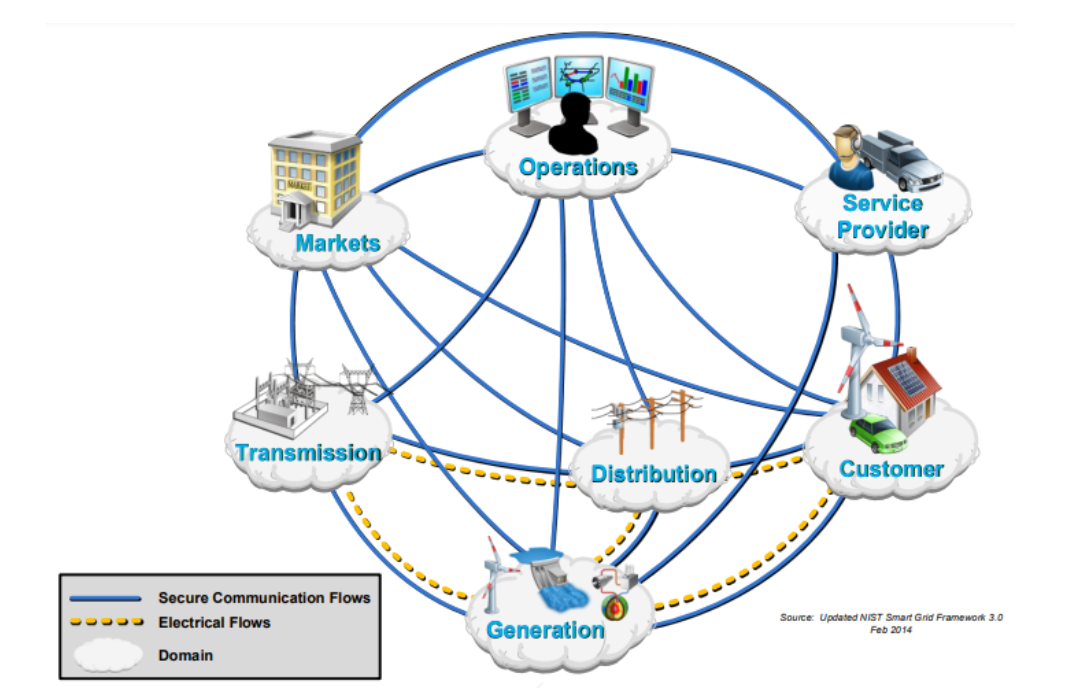 Operations
Service
Provider
MARKET
Markets
Transmission
Distribution
Customer
Generation
Secure Communication Flows
Electrical Flows
Domain
Source: Updated NIST Smart Grid Framework 3.0
Feb 2014